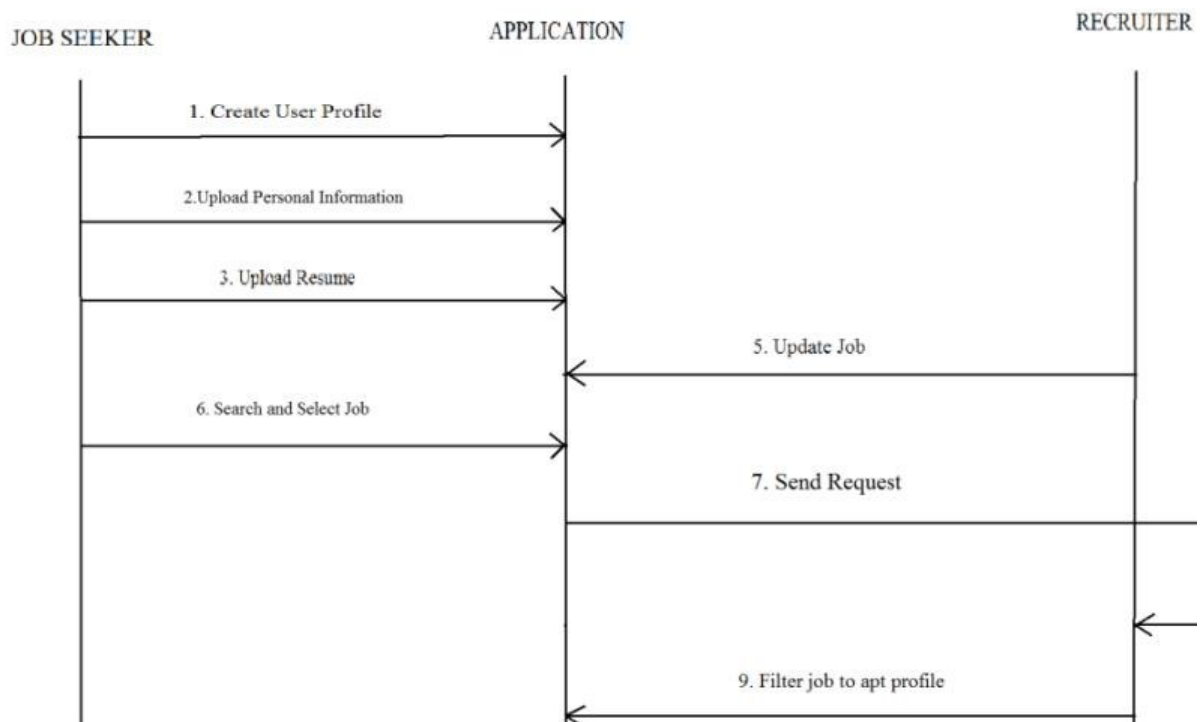 JOB SEEKER
APPLICATION
RECRUITER
1. Create User Profile
2.Upload Personal Information
3. Upload Resume
5. Update Job
6. Search and Select Job
7. Send Request
9. Filter job to apt profile